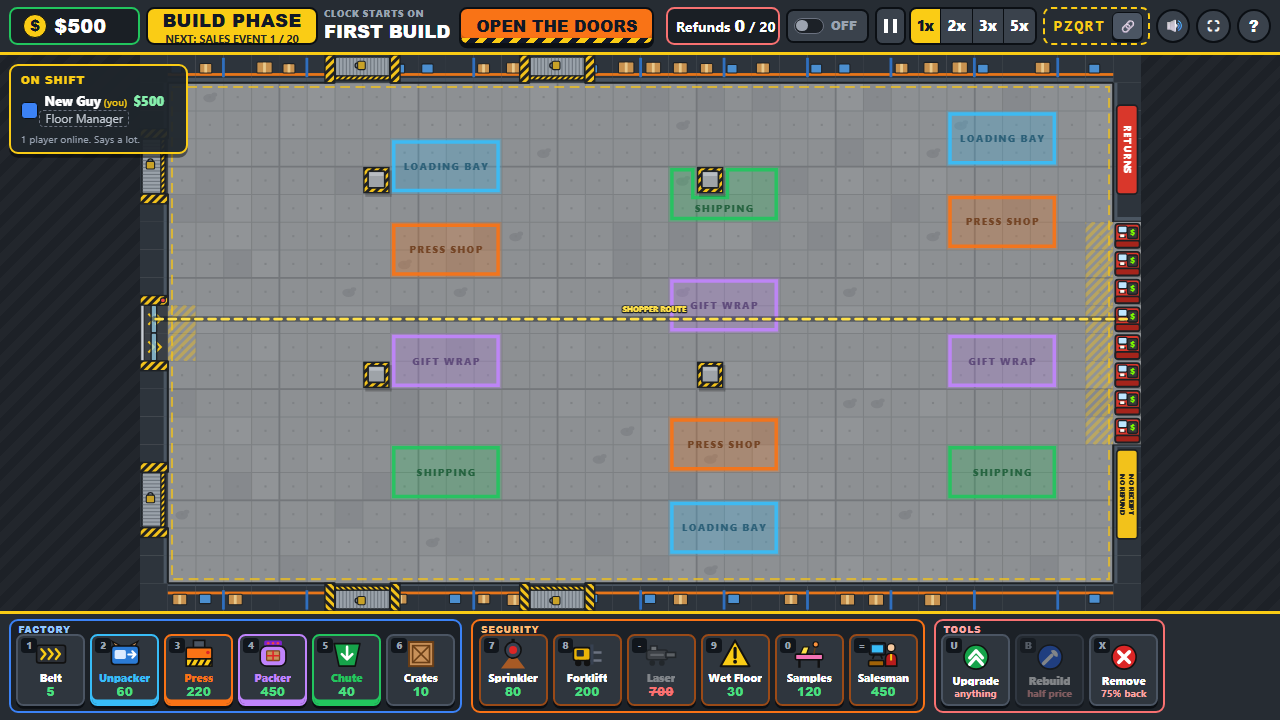 $500
BUILD PHASE
NEXT: SALES EVENT 1 / 20
CLOCK STARTS ON
FIRST BUILD
OPEN THE DOORS
Refunds 0 / 20
OFF
1x 2x 3x 5x
PZQRT
?
ON SHIFT
New Guy (you) $500
Floor Manager
1 player online. Says a lot.
LOADING BAY
LOADING BAY
SHIPPING
PRESS SHOP
PRESS SHOP
RETURNS
GIFT WRAP
SHOPPER ROUTE
GIFT WRAP
GIFT WRAP
PRESS SHOP
SHIPPING
SHIPPING
NO RECEIPT
NO REFUND
LOADING BAY
FACTORY
1 Belt 5
2 Unpacker 60
3 Press 220
4 Packer 450
5 Chute 40
6 Crates 10
SECURITY
7 Sprinkler 80
8 Forklift 200
- Laser 700
9 Wet Floor 30
0 Samples 120
= Salesman 450
TOOLS
U Upgrade anything
B Rebuild half price
X Remove 75% back